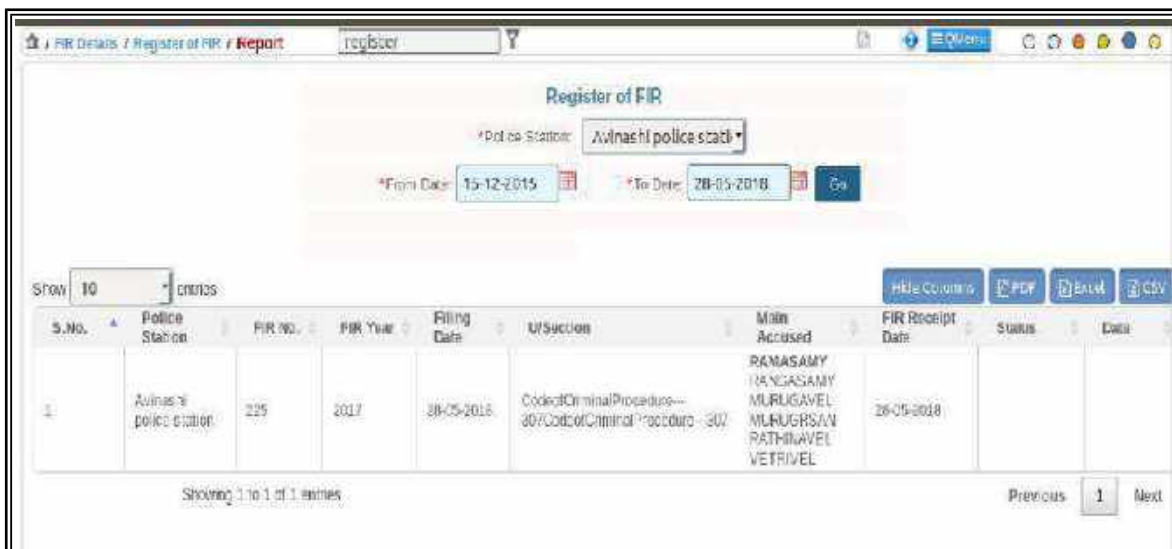 / FIR Details / Register of FIR / Report register QMenu
Register of FIR
*Police Station: Avinashi police stati
*From Date: 15-12-2015 *To Date: 28-05-2018 Go
Show 10 entries Hide Columns PDF Excel CSV
S.No. Police Station FIR No. FIR Year Filing Date U/Section Main Accused FIR Receipt Date Status Date
1 Avinashi police station 225 2017 28-05-2018 CodeofCriminalProcedure---307CodeofCriminalProcedure---307 RAMASAMY RANGASAMY MURUGAVEL MURUGRSAN RATHINAVEL VETRIVEL 28-05-2018
Showing 1 to 1 of 1 entries Previous 1 Next